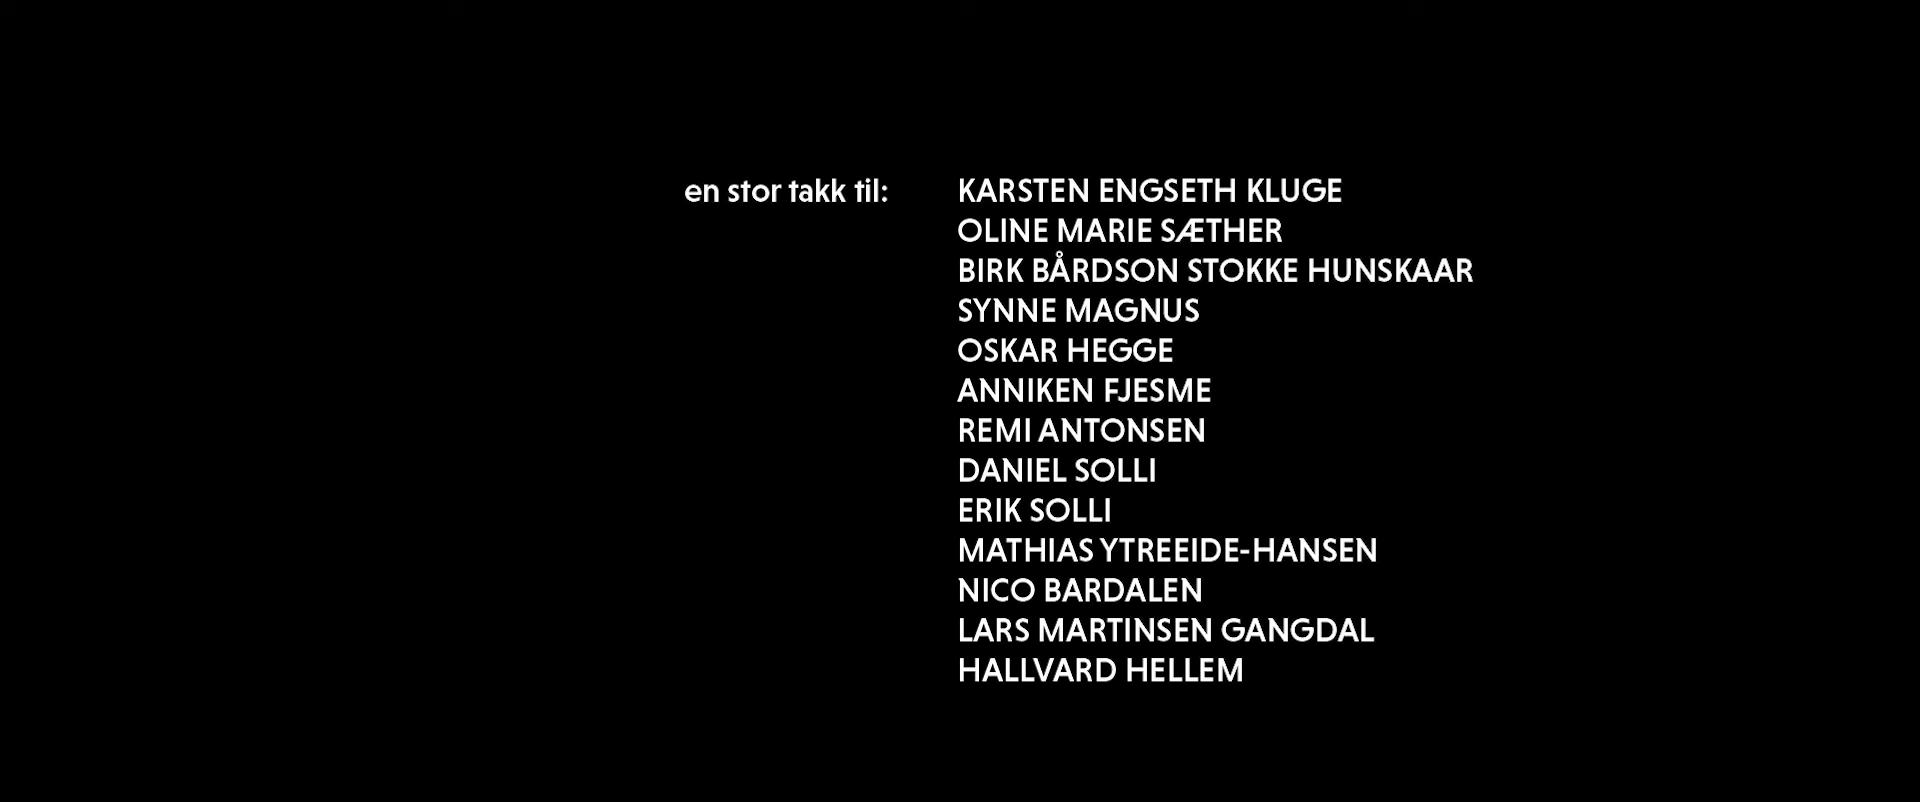 en stor takk til: KARSTEN ENGSETH KLUGE
OLINE MARIE SÆTHER
BIRK BÅRDSON STOKKE HUNSKAAR
SYNNE MAGNUS
OSKAR HEGGE
ANNIKEN FJESME
REMI ANTONSEN
DANIEL SOLLI
ERIK SOLLI
MATHIAS YTREEIDE-HANSEN
NICO BARDALEN
LARS MARTINSEN GANGDAL
HALLVARD HELLEM